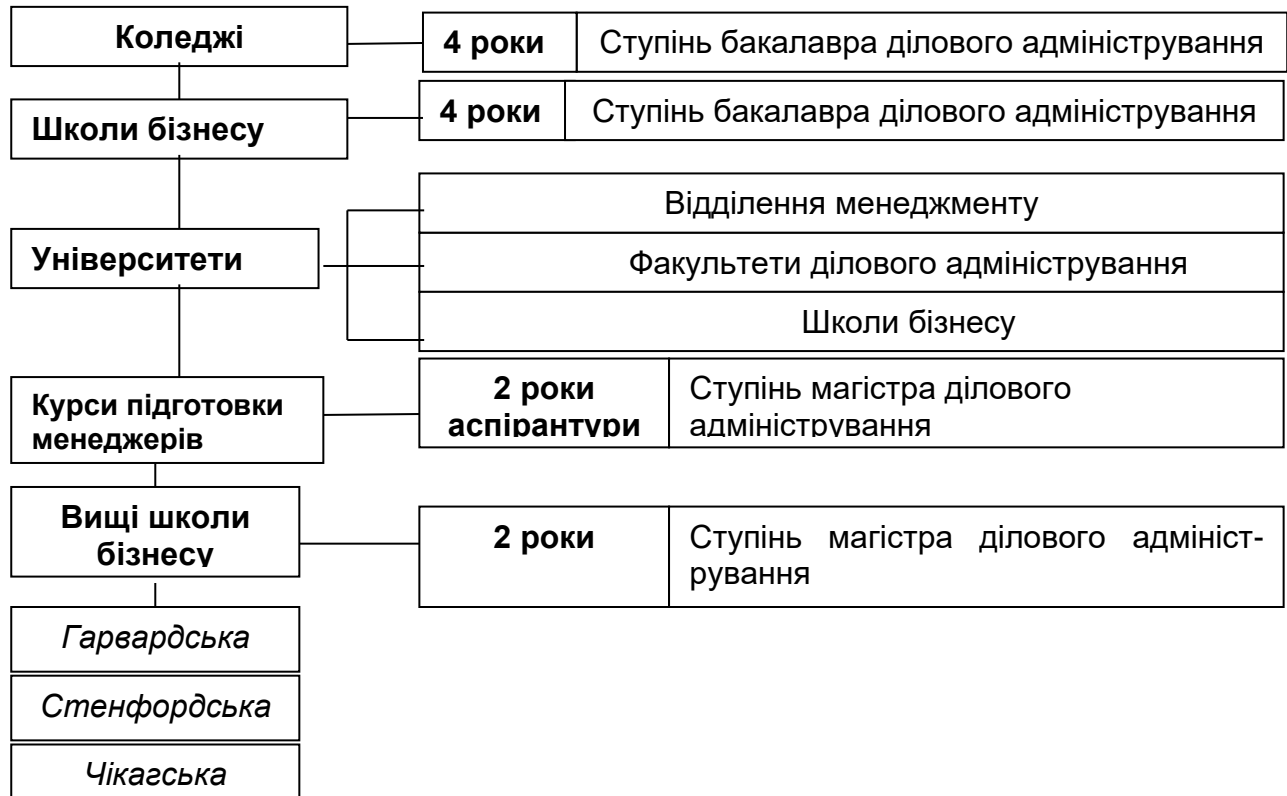 Коледжі
4 роки
Ступінь бакалавра ділового адміністрування
Школи бізнесу
4 роки
Ступінь бакалавра ділового адміністрування
Університети
Відділення менеджменту
Факультети ділового адміністрування
Школи бізнесу
Курси підготовки
менеджерів
2 роки
аспірантури
Ступінь магістра ділового
адміністрування
Вищі школи
бізнесу
2 роки
Ступінь магістра ділового адмініст-
рування
Гарвардська
Стенфордська
Чікагська